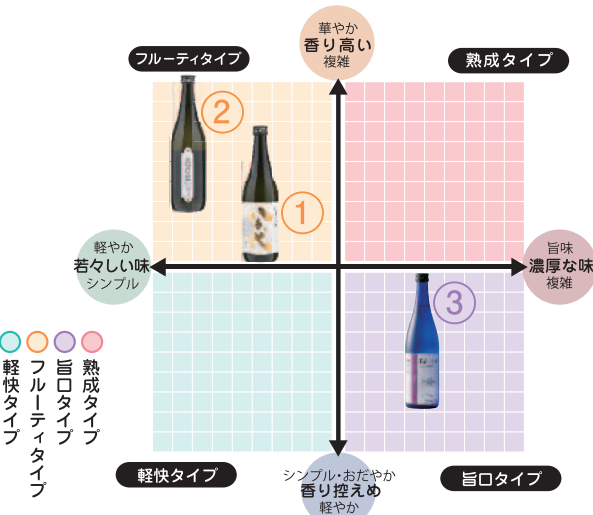 華やか
香り高い
複雑
フルーティタイプ
熟成タイプ
②
①
軽やか
若々しい味
シンプル
旨味
濃厚な味
複雑
③
熟成タイプ
旨口タイプ
フルーティタイプ
軽快タイプ
軽快タイプ
シンプル・おだやか
香り控えめ
軽やか
旨口タイプ